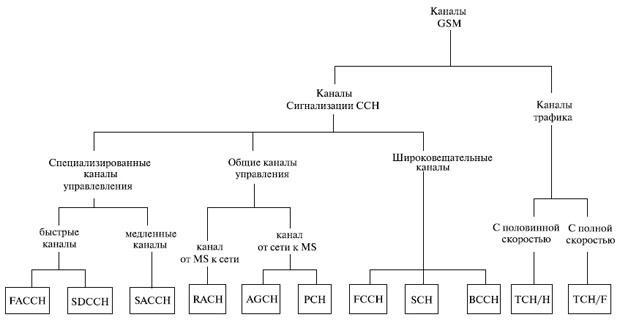 Каналы
GSM
Каналы
Сигнализации CCH
Каналы
трафика
Специализированные
каналы
управлевления
Общие каналы
управления
Широковещательные
каналы
быстрые
каналы
медленные
каналы
канал
от MS к сети
канал
от сети к MS
С половинной
скоростью
С полной
скоростью
FACCH
SDCCH
SACCH
RACH
AGCH
PCH
FCCH
SCH
BCCH
TCH/H
TCH/F